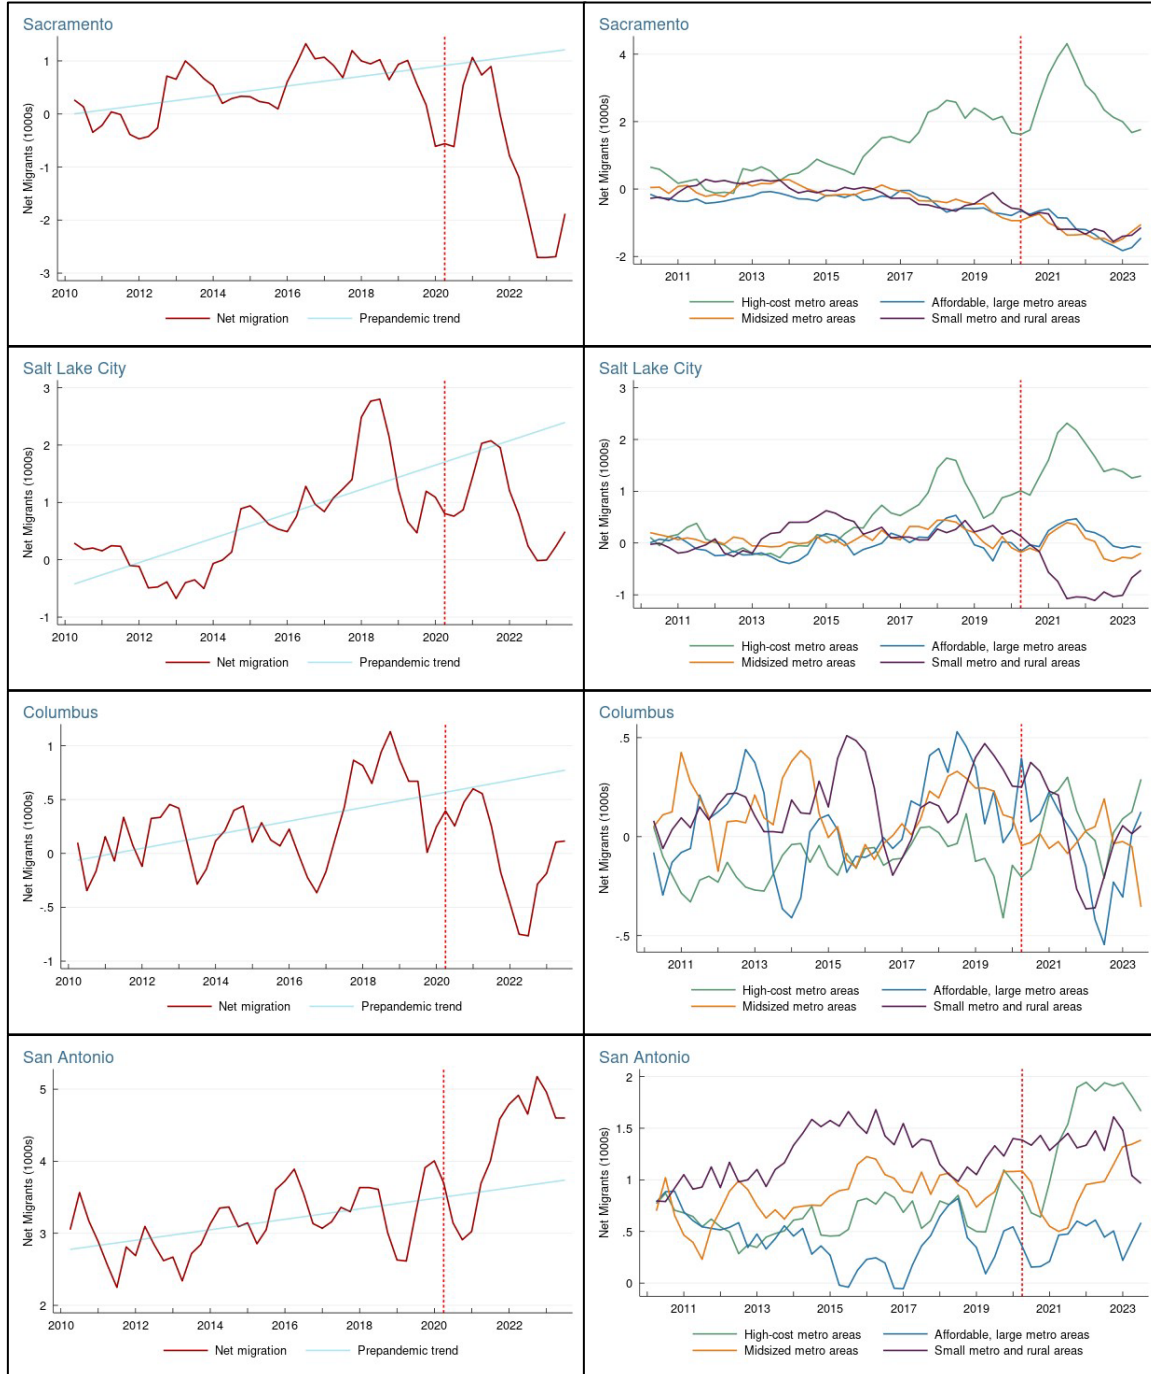 Sacramento
Net Migrants (1000s)
1
0
-1
-2
-3
2010 2012 2014 2016 2018 2020 2022
Net migration Prepandemic trend
Sacramento
Net Migrants (1000s)
4
2
0
-2
2011 2013 2015 2017 2019 2021 2023
High-cost metro areas Affordable, large metro areas
Midsized metro areas Small metro and rural areas
Salt Lake City
Net Migrants (1000s)
3
2
1
0
-1
2010 2012 2014 2016 2018 2020 2022
Net migration Prepandemic trend
Salt Lake City
Net Migrants (1000s)
3
2
1
0
-1
2011 2013 2015 2017 2019 2021 2023
High-cost metro areas Affordable, large metro areas
Midsized metro areas Small metro and rural areas
Columbus
Net Migrants (1000s)
1
.5
0
-.5
-1
2010 2012 2014 2016 2018 2020 2022
Net migration Prepandemic trend
Columbus
Net Migrants (1000s)
.5
0
-.5
2011 2013 2015 2017 2019 2021 2023
High-cost metro areas Affordable, large metro areas
Midsized metro areas Small metro and rural areas
San Antonio
Net Migrants (1000s)
5
4
3
2
2010 2012 2014 2016 2018 2020 2022
Net migration Prepandemic trend
San Antonio
Net Migrants (1000s)
2
1.5
1
.5
0
2011 2013 2015 2017 2019 2021 2023
High-cost metro areas Affordable, large metro areas
Midsized metro areas Small metro and rural areas